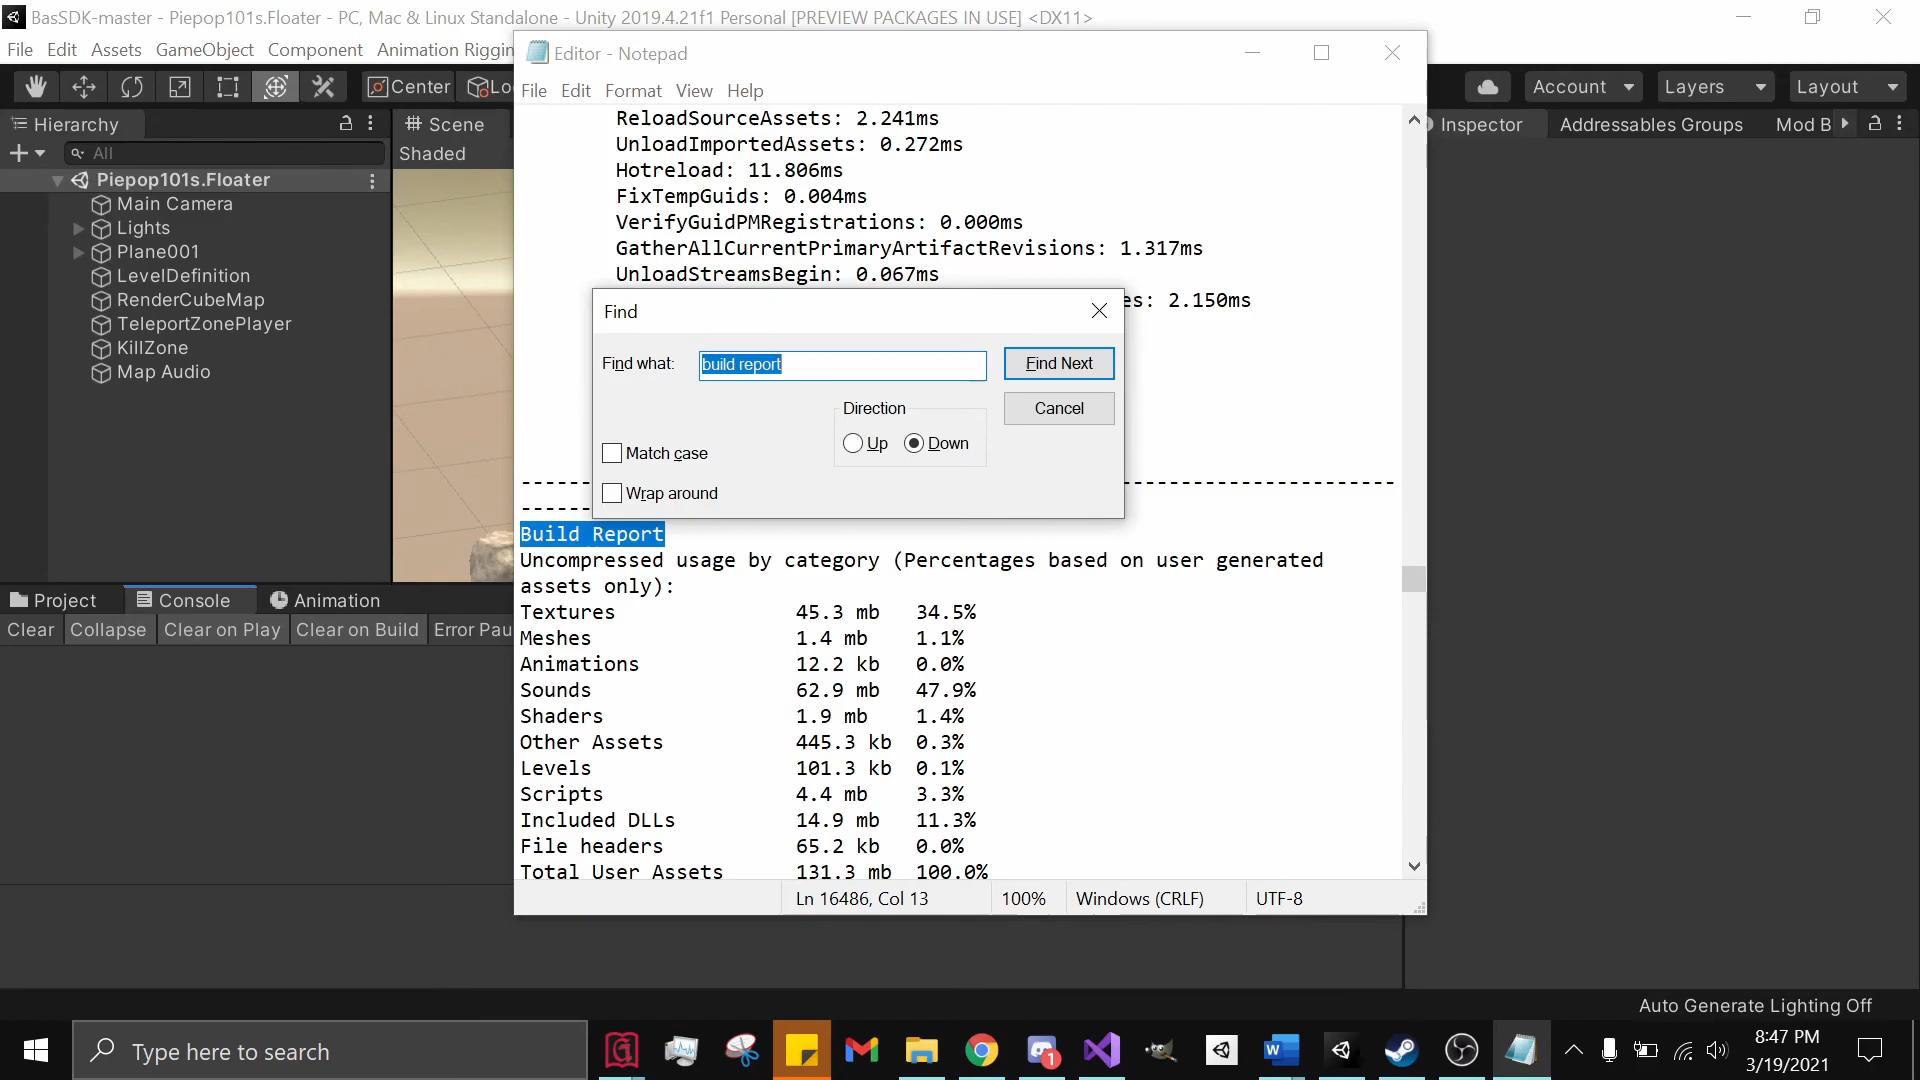 BasSDK-master - Piepop101s.Floater - PC, Mac & Linux Standalone - Unity 2019.4.21f1 Personal [PREVIEW PACKAGES IN USE] <DX11>
File Edit Assets GameObject Component Animation Riggin
Editor - Notepad
File Edit Format View Help
Center Lo
Account Layers Layout
Hierarchy
Scene
Inspector Addressables Groups Mod B
All
Shaded
Piepop101s.Floater
Main Camera
Lights
Plane001
LevelDefinition
RenderCubeMap
TeleportZonePlayer
KillZone
Map Audio
ReloadSourceAssets: 2.241ms
UnloadImportedAssets: 0.272ms
Hotreload: 11.806ms
FixTempGuids: 0.004ms
VerifyGuidPMRegistrations: 0.000ms
GatherAllCurrentPrimaryArtifactRevisions: 1.317ms
UnloadStreamsBegin: 0.067ms
es: 2.150ms
Find
Find what: build report Find Next
Direction Cancel
Up Down
Match case
Wrap around
Build Report
Uncompressed usage by category (Percentages based on user generated
assets only):
Textures 45.3 mb 34.5%
Meshes 1.4 mb 1.1%
Animations 12.2 kb 0.0%
Sounds 62.9 mb 47.9%
Shaders 1.9 mb 1.4%
Other Assets 445.3 kb 0.3%
Levels 101.3 kb 0.1%
Scripts 4.4 mb 3.3%
Included DLLs 14.9 mb 11.3%
File headers 65.2 kb 0.0%
Total User Assets 131.3 mb 100.0%
Ln 16486, Col 13 100% Windows (CRLF) UTF-8
Project Console Animation
Clear Collapse Clear on Play Clear on Build Error Pau
Auto Generate Lighting Off
Type here to search
1
8:47 PM
3/19/2021